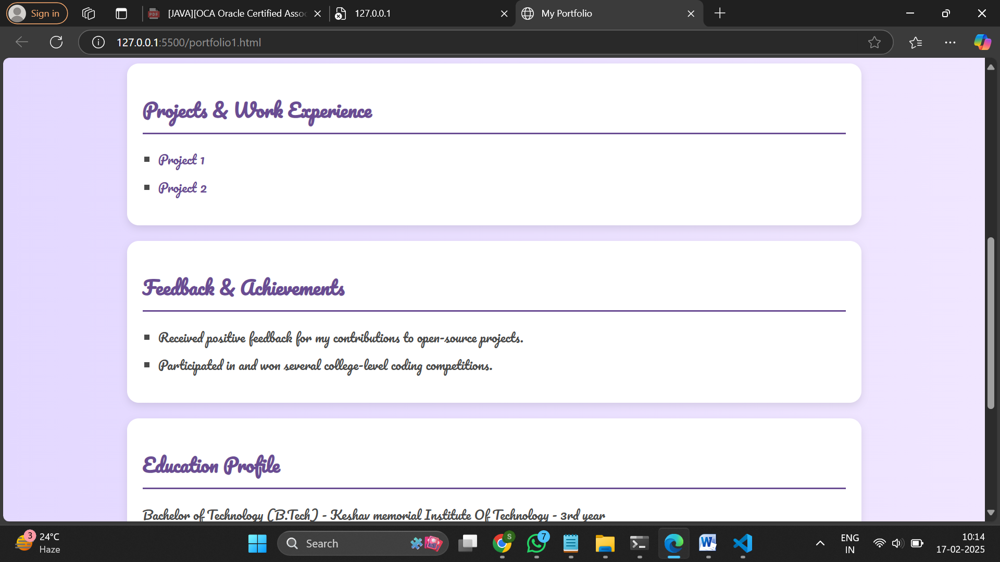 Sign in
[JAVA][OCA Oracle Certified Asso
127.0.0.1
My Portfolio
127.0.0.1:5500/portfolio1.html
Projects & Work Experience
Project 1
Project 2
Feedback & Achievements
Received positive feedback for my contributions to open-source projects.
Participated in and won several college-level coding competitions.
Education Profile
Bachelor of Technology (B.Tech) - Keshav memorial Institute Of Technology - 3rd year
3
24°C
Haze
Search
S
7
ENG
IN
10:14
17-02-2025